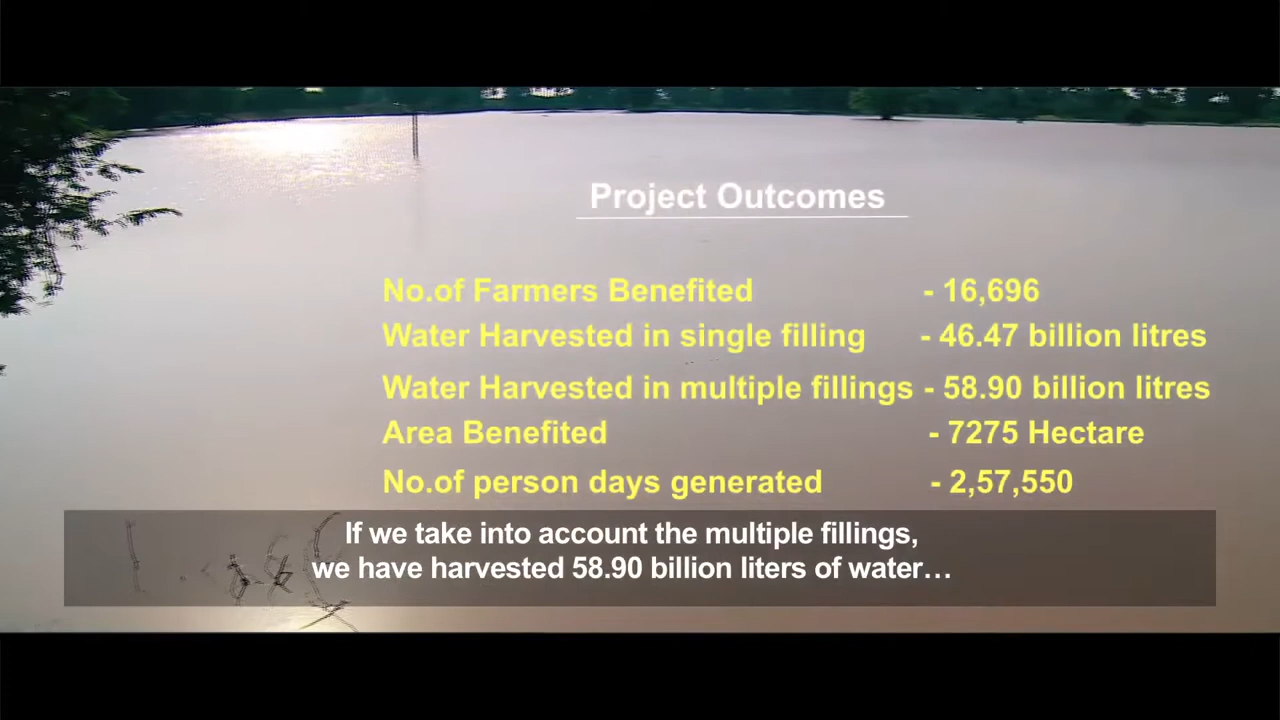 Project Outcomes
No.of Farmers Benefited - 16,696
Water Harvested in single filling - 46.47 billion litres
Water Harvested in multiple fillings - 58.90 billion litres
Area Benefited - 7275 Hectare
No.of person days generated - 2,57,550
If we take into account the multiple fillings,
we have harvested 58.90 billion liters of water…